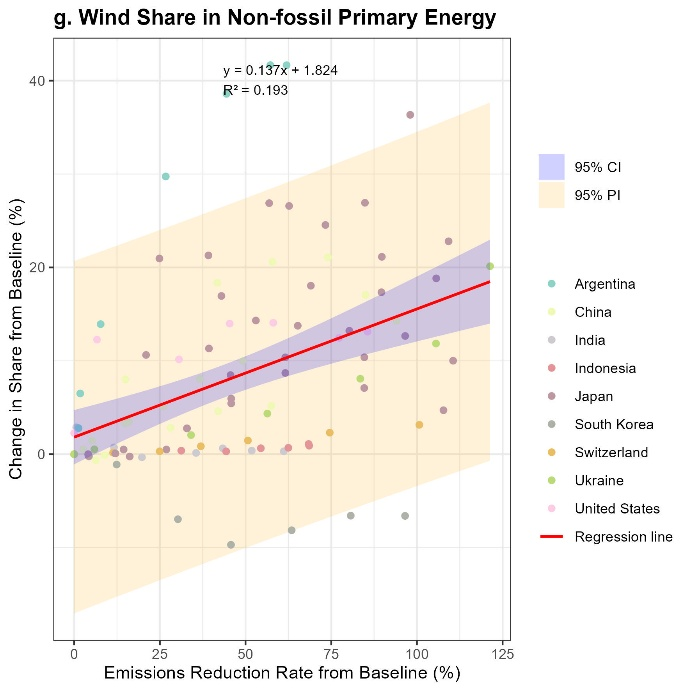 g. Wind Share in Non-fossil Primary Energy
y = 0.137x + 1.824
R² = 0.193
40
20
0
Change in Share from Baseline (%)
0 25 50 75 100 125
Emissions Reduction Rate from Baseline (%)
95% CI
95% PI
Argentina
China
India
Indonesia
Japan
South Korea
Switzerland
Ukraine
United States
Regression line